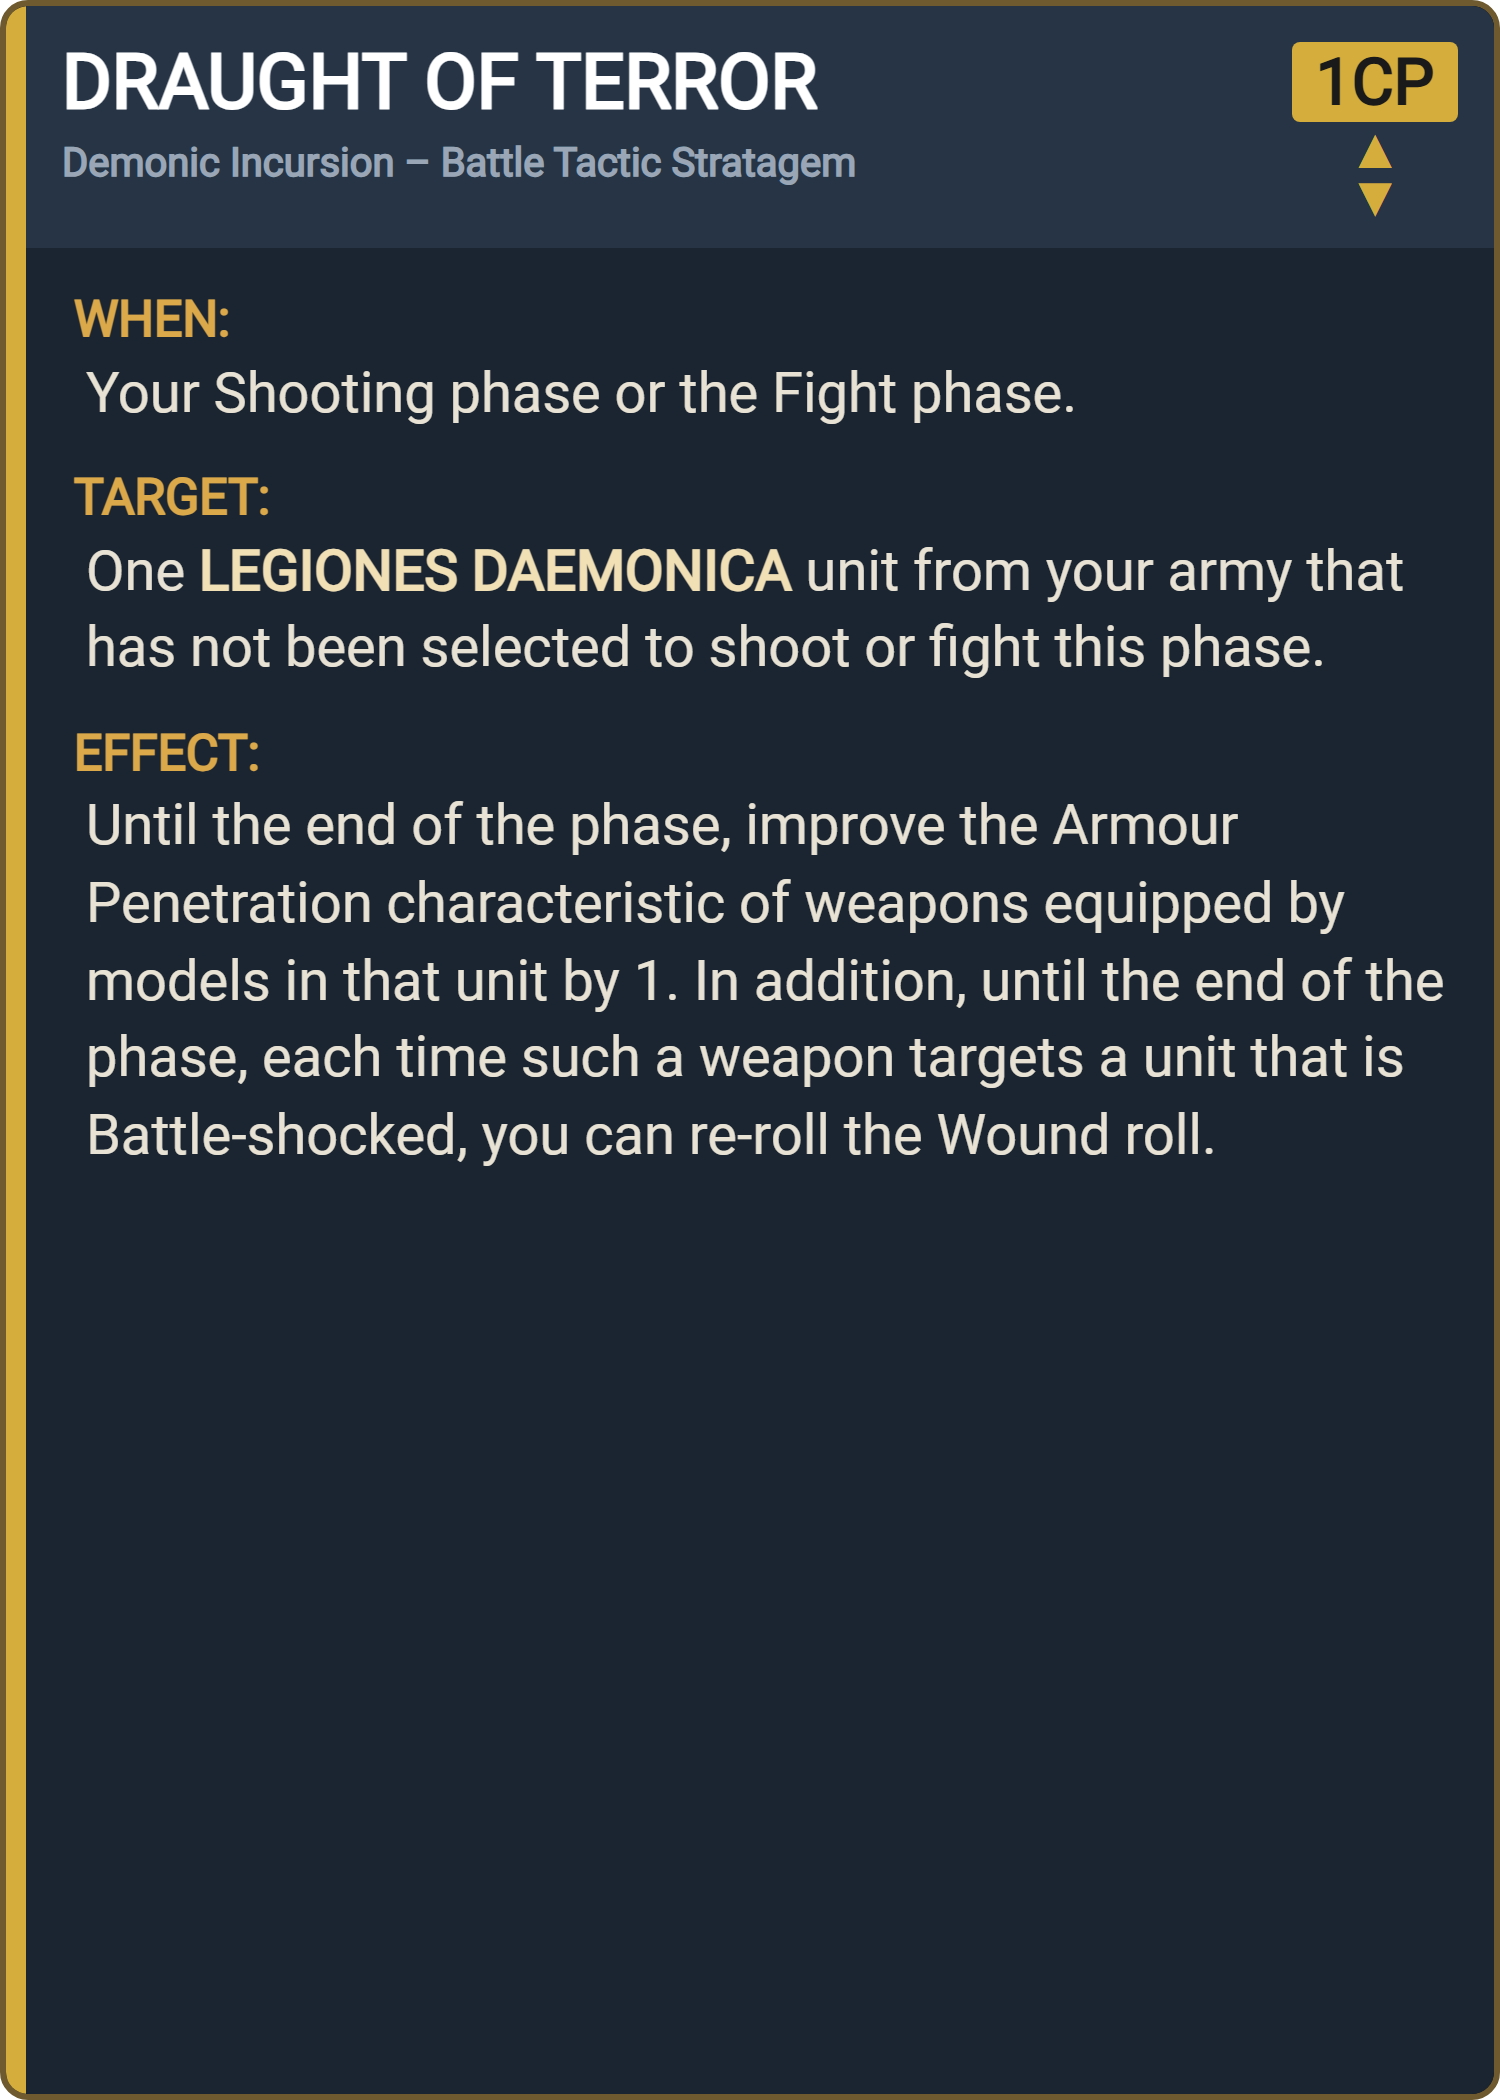 DRAUGHT OF TERROR
1CP
Demonic Incursion – Battle Tactic Stratagem
▲
▼
WHEN:
Your Shooting phase or the Fight phase.
TARGET:
One LEGIONES DAEMONICA unit from your army that
has not been selected to shoot or fight this phase.
EFFECT:
Until the end of the phase, improve the Armour
Penetration characteristic of weapons equipped by
models in that unit by 1. In addition, until the end of the
phase, each time such a weapon targets a unit that is
Battle-shocked, you can re-roll the Wound roll.